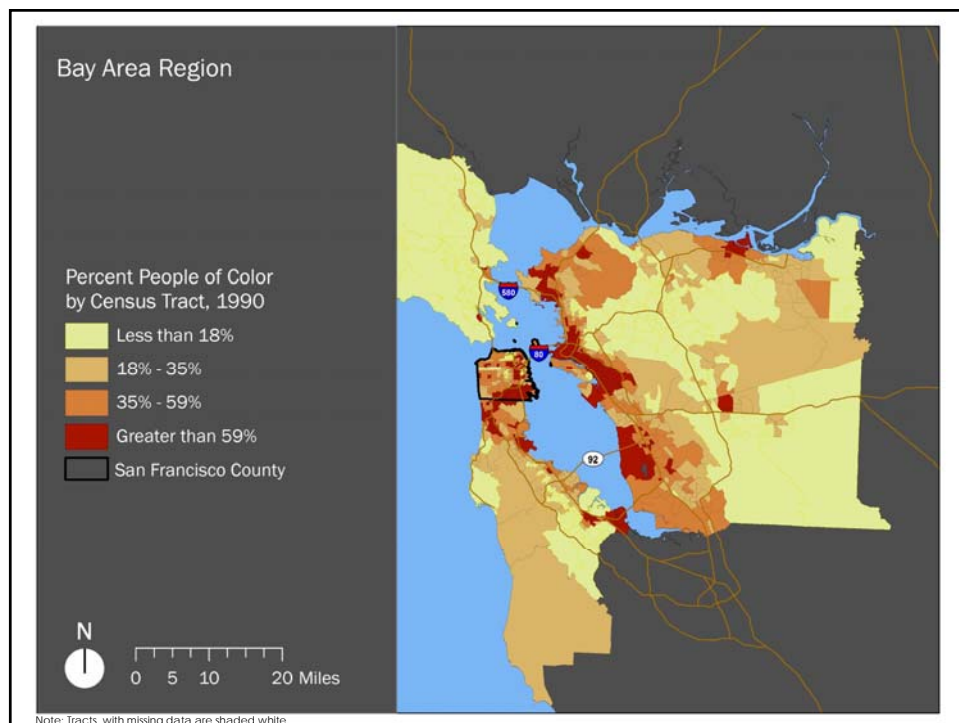 Bay Area Region
Percent People of Color
by Census Tract, 1990
Less than 18%
18% - 35%
35% - 59%
Greater than 59%
San Francisco County
N
0 5 10 20 Miles
580
80
92
Note: Tracts with missing data are shaded white